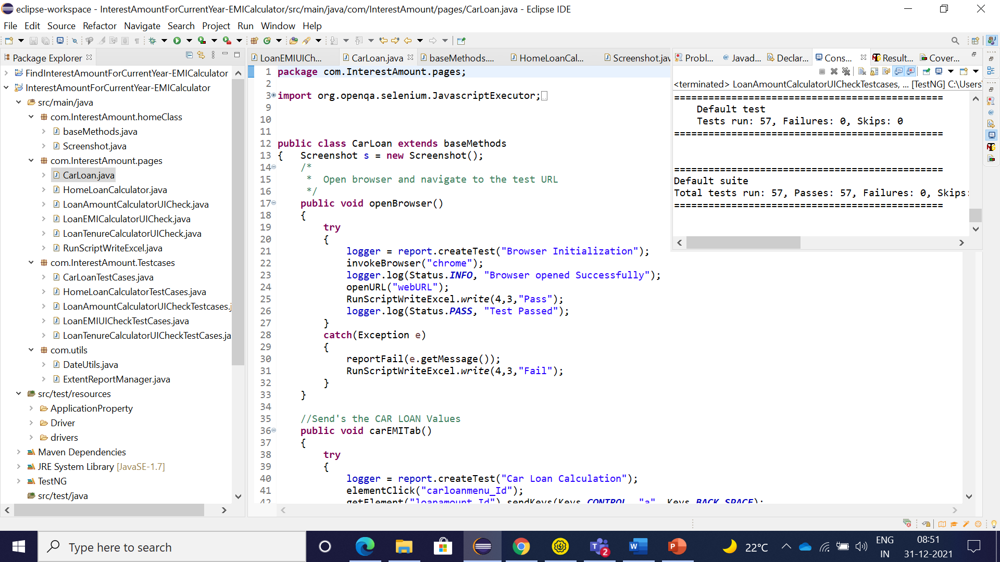 eclipse-workspace - InterestAmountForCurrentYear-EMICalculator/src/main/java/com/InterestAmount/pages/CarLoan.java - Eclipse IDE
File Edit Source Refactor Navigate Search Project Run Window Help
Package Explorer
FindInterestAmountForCurrentYear-EMICalculator
InterestAmountForCurrentYear-EMICalculator
src/main/java
com.InterestAmount.homeClass
baseMethods.java
Screenshot.java
com.InterestAmount.pages
CarLoan.java
HomeLoanCalculator.java
LoanAmountCalculatorUICheck.java
LoanEMICalculatorUICheck.java
LoanTenureCalculatorUICheck.java
RunScriptWriteExcel.java
com.InterestAmount.Testcases
CarLoanTestCases.java
HomeLoanCalculatorTestCases.java
LoanAmountCalculatorUICheckTestcases.j
LoanEMIUICheckTestCases.java
LoanTenureCalculatorUICheckTestCases.ja
com.utils
DateUtils.java
ExtentReportManager.java
src/test/resources
ApplicationProperty
Driver
drivers
Maven Dependencies
JRE System Library [JavaSE-1.7]
TestNG
src/test/java
LoanEMIUICh... CarLoan.java baseMethods.... HomeLoanCal... Screenshot.jav
1 package com.InterestAmount.pages;
2
3 import org.openqa.selenium.JavascriptExecutor;
9
10
11
12 public class CarLoan extends baseMethods
13 {   Screenshot s = new Screenshot();
14     /*
15      *  Open browser and navigate to the test URL
16      */
17     public void openBrowser()
18     {
19         try
20         {
21             logger = report.createTest("Browser Initialization");
22             invokeBrowser("chrome");
23             logger.log(Status.INFO, "Browser opened Successfully");
24             openURL("webURL");
25             RunScriptWriteExcel.write(4,3,"Pass");
26             logger.log(Status.PASS, "Test Passed");
27         }
28         catch(Exception e)
29         {
30             reportFail(e.getMessage());
31             RunScriptWriteExcel.write(4,3,"Fail");
32         }
33     }
34
35     //Send's the CAR LOAN Values
36     public void carEMITab()
37     {
38         try
39         {
40             logger = report.createTest("Car Loan Calculation");
41             elementClick("carloanmenu_Id");
42             getElement("loanamount_Id").sendKeys(Keys.CONTROL, "a", Keys.BACK_SPACE);
Probl... Javad... Declar... Cons... Result... Cover...
<terminated> LoanAmountCalculatorUICheckTestcases, ... [TestNG] C:\Users\
===============================================
Default test
Tests run: 57, Failures: 0, Skips: 0
===============================================
===============================================
Default suite
Total tests run: 57, Passes: 57, Failures: 0, Skips:
===============================================
Type here to search
2
22°C
ENG
IN
08:51
31-12-2021